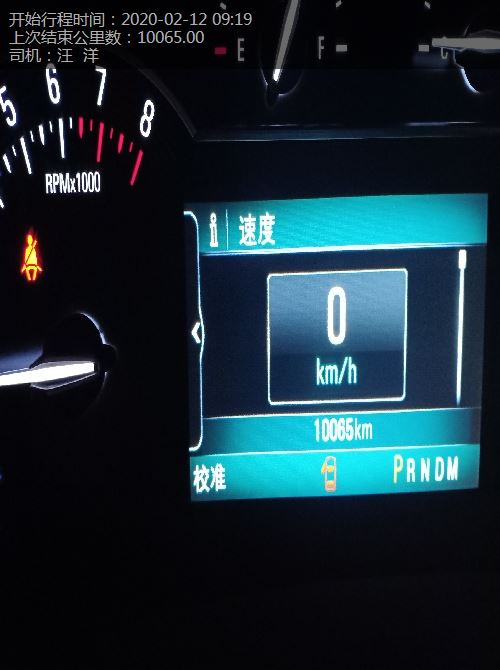 开始行程时间：2020-02-12 09:19
上次结束公里数：10065.00
司机：汪  洋
E F C
5 6 7 8
RPMx1000
i 速度
0
km/h
10065km
校准 PRNDM